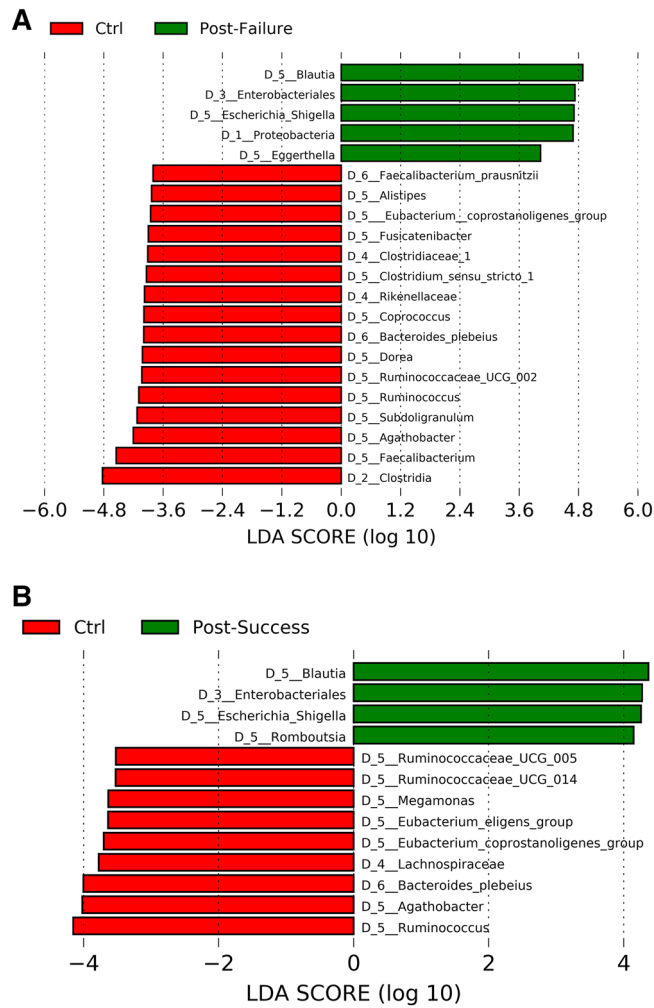 A
Ctrl Post-Failure
D_5__Blautia
D_3__Enterobacteriales
D_5__Escherichia_Shigella
D_1__Proteobacteria
D_5__Eggerthella
D_6__Faecalibacterium_prausnitzii
D_5__Alistipes
D_5___Eubacterium__coprostanoligenes_group
D_5__Fusicatenibacter
D_4__Clostridiaceae_1
D_5__Clostridium_sensu_stricto_1
D_4__Rikenellaceae
D_5__Coprococcus
D_6__Bacteroides_plebeius
D_5__Dorea
D_5__Ruminococcaceae_UCG_002
D_5__Ruminococcus
D_5__Subdoligranulum
D_5__Agathobacter
D_5__Faecalibacterium
D_2__Clostridia
−6.0 −4.8 −3.6 −2.4 −1.2 0.0 1.2 2.4 3.6 4.8 6.0
LDA SCORE (log 10)
B
Ctrl Post-Success
D_5__Blautia
D_3__Enterobacteriales
D_5__Escherichia_Shigella
D_5__Romboutsia
D_5__Ruminococcaceae_UCG_005
D_5__Ruminococcaceae_UCG_014
D_5__Megamonas
D_5__Eubacterium_eligens_group
D_5__Eubacterium_coprostanoligenes_group
D_4__Lachnospiraceae
D_6__Bacteroides_plebeius
D_5__Agathobacter
D_5__Ruminococcus
−4 −2 0 2 4
LDA SCORE (log 10)